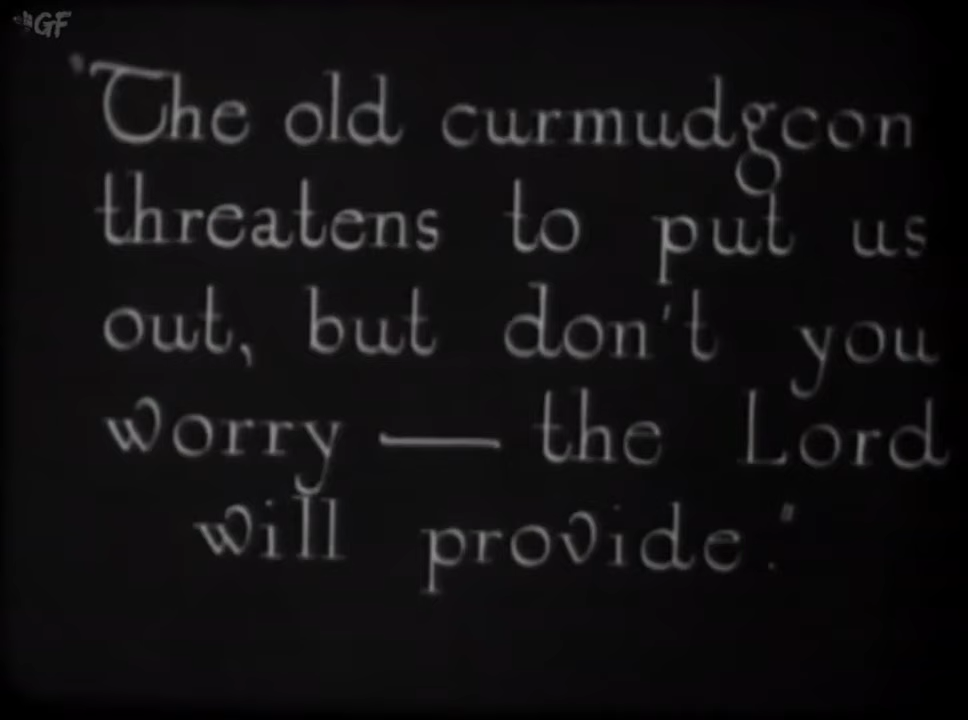 GF
"The old curmudgeon
threatens to put us
out, but don't you
worry — the Lord
will provide."